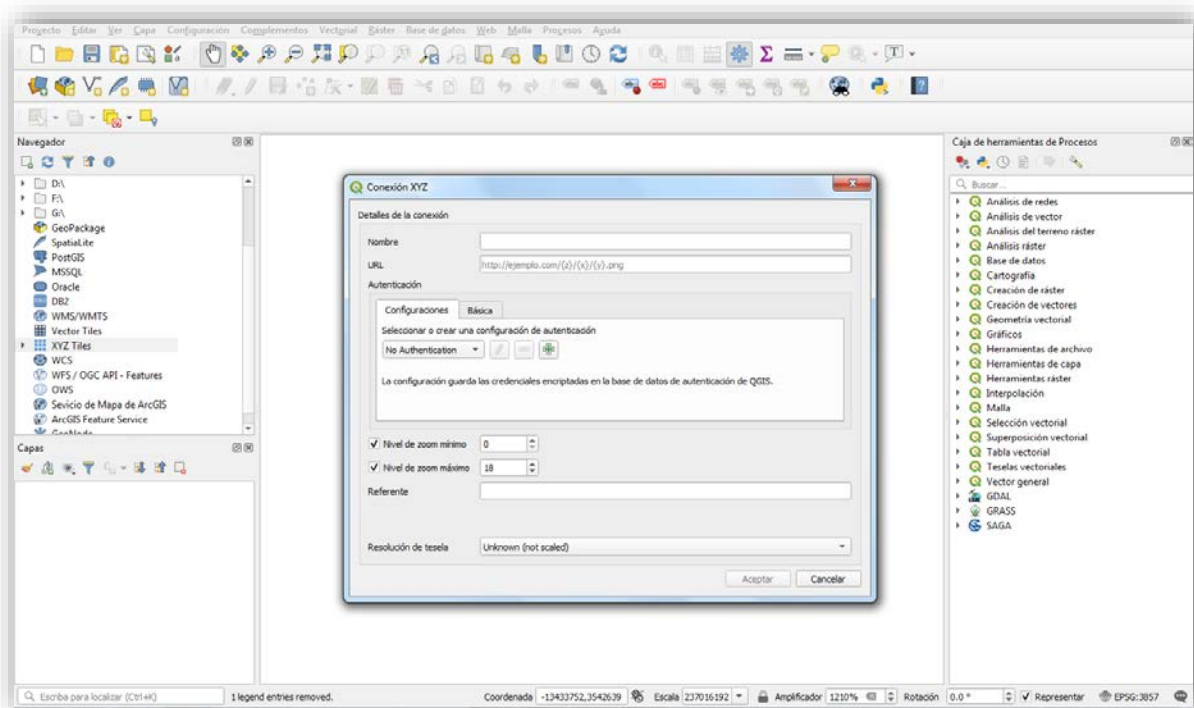 Proyecto Editar Ver Capa Configuración Complementos Vectorial Ráster Base de datos Web Malla Procesos Ayuda
Navegador
D:\
F:\
G:\
GeoPackage
SpatiaLite
PostGIS
MSSQL
Oracle
DB2
WMS/WMTS
Vector Tiles
XYZ Tiles
WCS
WFS / OGC API - Features
OWS
Sevicio de Mapa de ArcGIS
ArcGIS Feature Service
GeoNode
Capas
Conexión XYZ
Detalles de la conexión
Nombre
URL http://ejemplo.com/{z}/{x}/{y}.png
Autenticación
Configuraciones Básica
Seleccionar o crear una configuración de autenticación
No Authentication
La configuración guarda las credenciales encriptadas en la base de datos de autenticación de QGIS.
Nivel de zoom mínimo 0
Nivel de zoom máximo 18
Referente
Resolución de tesela Unknown (not scaled)
Aceptar Cancelar
Caja de herramientas de Procesos
Buscar...
Análisis de redes
Análisis de vector
Análisis del terreno ráster
Análisis ráster
Base de datos
Cartografía
Creación de ráster
Creación de vectores
Geometría vectorial
Gráficos
Herramientas de archivo
Herramientas de capa
Herramientas ráster
Interpolación
Malla
Selección vectorial
Superposición vectorial
Tabla vectorial
Teselas vectoriales
Vector general
GDAL
GRASS
SAGA
Escriba para localizar (Ctrl+K) 1 legend entries removed. Coordenada -13433752,3542639 Escala 237016192 Amplificador 1210% Rotación 0.0 ° Representar EPSG:3857